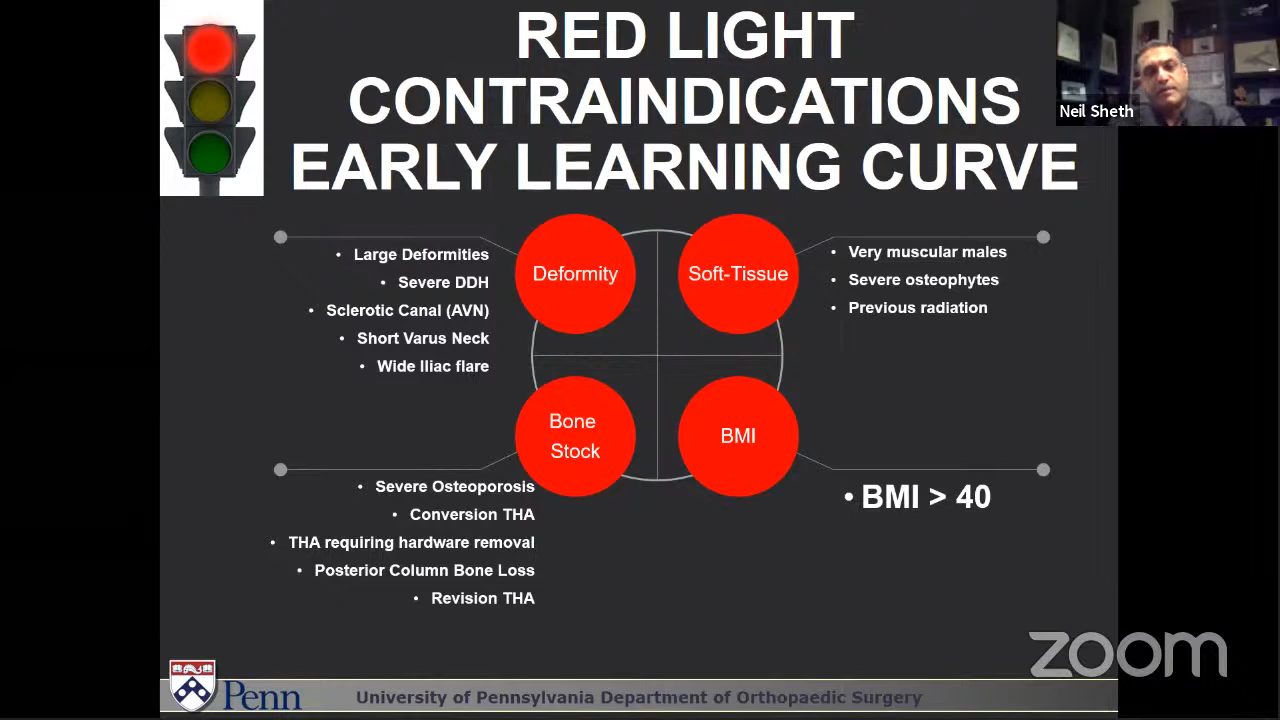 RED LIGHT
CONTRAINDICATIONS
EARLY LEARNING CURVE
Neil Sheth
Deformity
• Large Deformities
• Severe DDH
• Sclerotic Canal (AVN)
• Short Varus Neck
• Wide Iliac flare
Soft-Tissue
• Very muscular males
• Severe osteophytes
• Previous radiation
Bone
Stock
• Severe Osteoporosis
• Conversion THA
• THA requiring hardware removal
• Posterior Column Bone Loss
• Revision THA
BMI
• BMI > 40
zoom
Penn
University of Pennsylvania Department of Orthopaedic Surgery